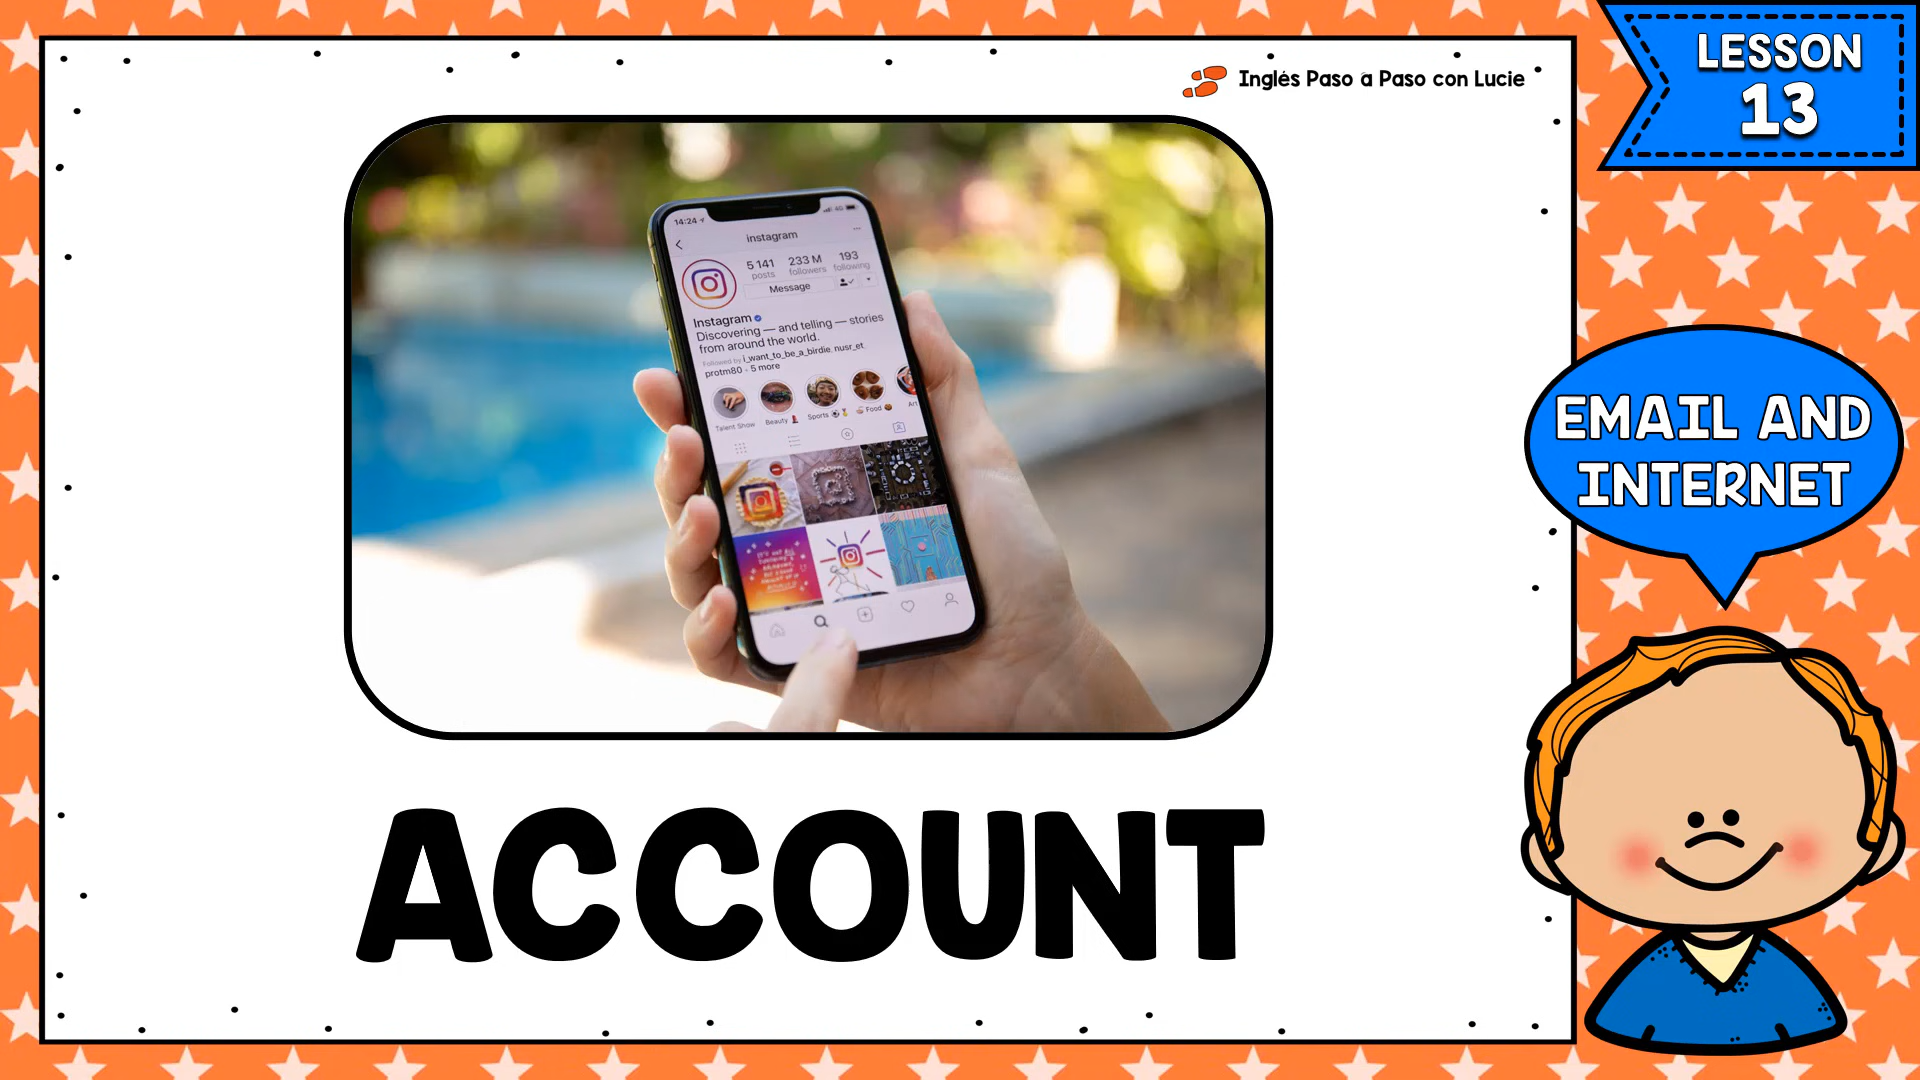 LESSON
13
Inglés Paso a Paso con Lucie
14:24
4G
instagram
5 141
posts
233 M
followers
193
following
Message
Instagram
Discovering — and telling — stories
from around the world.
Followed by i_want_to_be_a_birdie, nusr_et,
protm80 + 5 more
Talent Show
Beauty
Sports
Food
Art
EMAIL AND
INTERNET
ACCOUNT